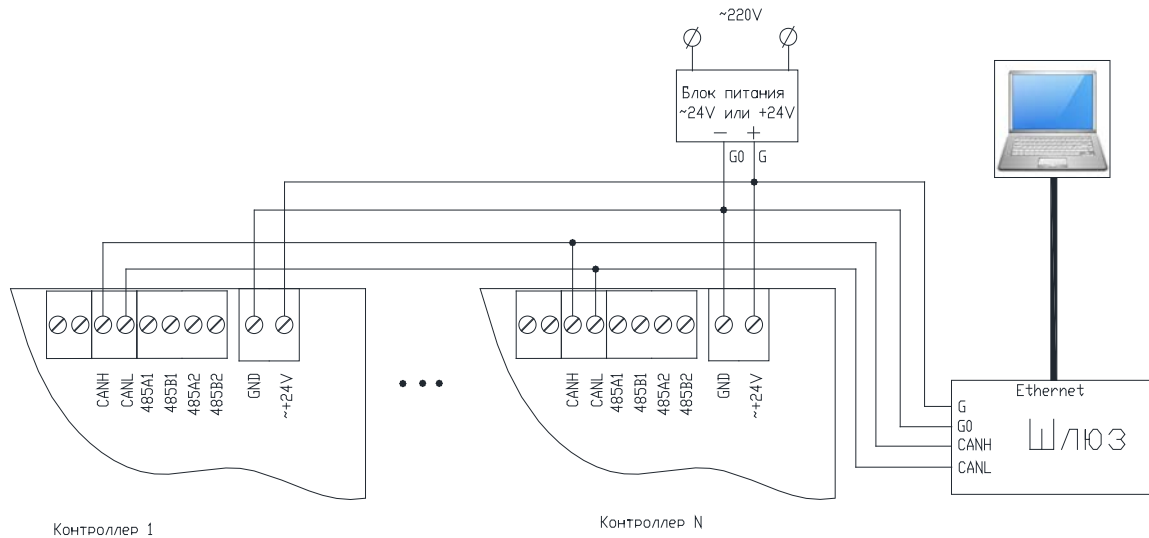 ~220V
Блок питания
~24V или +24V
— +
G0 G
CANH
CANL
485A1
485B1
485A2
485B2
GND
~+24V
Контроллер 1
CANH
CANL
485A1
485B1
485A2
485B2
GND
~+24V
Контроллер N
Ethernet
Шлюз
G
G0
CANH
CANL